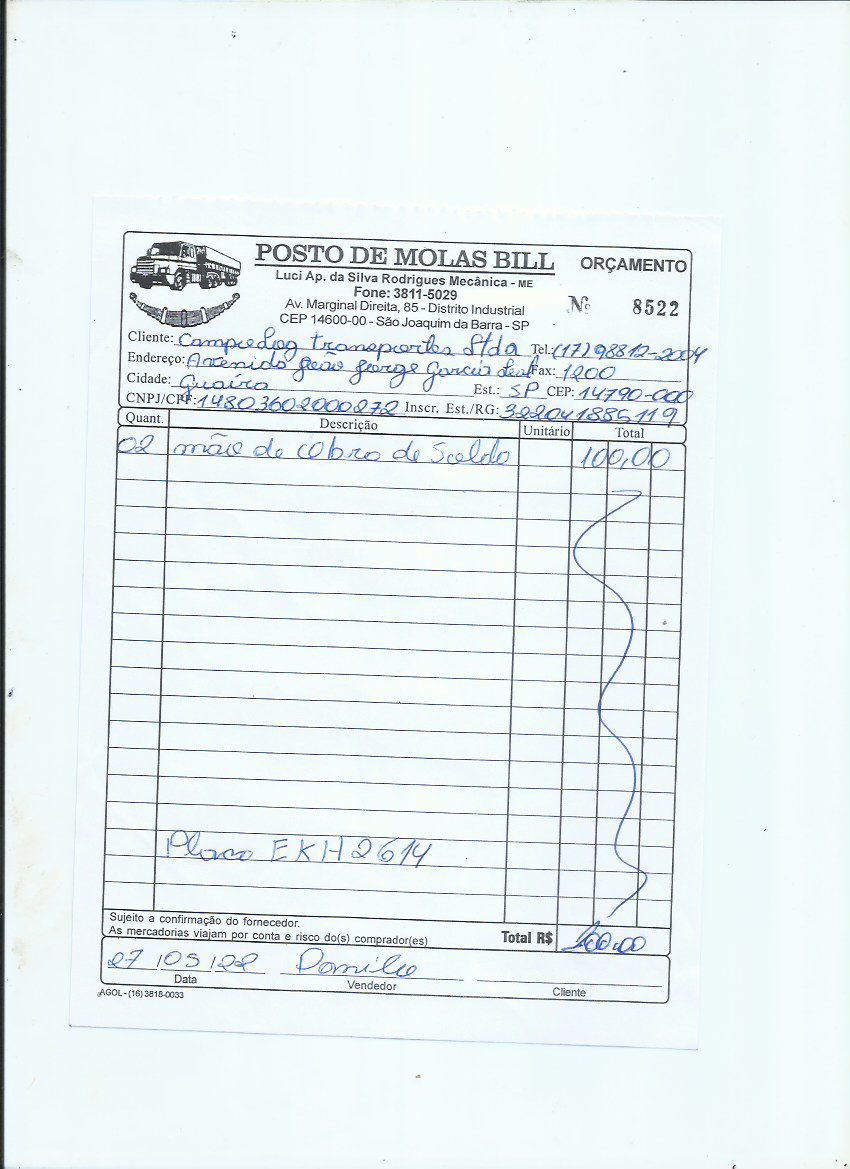 POSTO DE MOLAS BILL
ORÇAMENTO
Luci Ap. da Silva Rodrigues Mecânica - ME
Fone: 3811-5029
Nº 8522
Av. Marginal Direita, 85 - Distrito Industrial
CEP 14600-00 - São Joaquim da Barra - SP
Cliente: Campeolog transportes Ltda Tel.: (17) 98812-2004
Endereço: Avenida João Jorge Garcia Leal Fax: 1200
Cidade: Guaira Est.: SP CEP: 14790-000
CNPJ/CPF: 14803602000272 Inscr. Est./RG: 322041885119
Quant. Descrição Unitário Total
02 mão de Obra de Solda 100,00
Placa EKH2614
Sujeito a confirmação do fornecedor.
As mercadorias viajam por conta e risco do(s) comprador(es)
Total R$ 100,00
27/05/22
Data Vendedor Cliente
AGOL - (16) 3818-0033